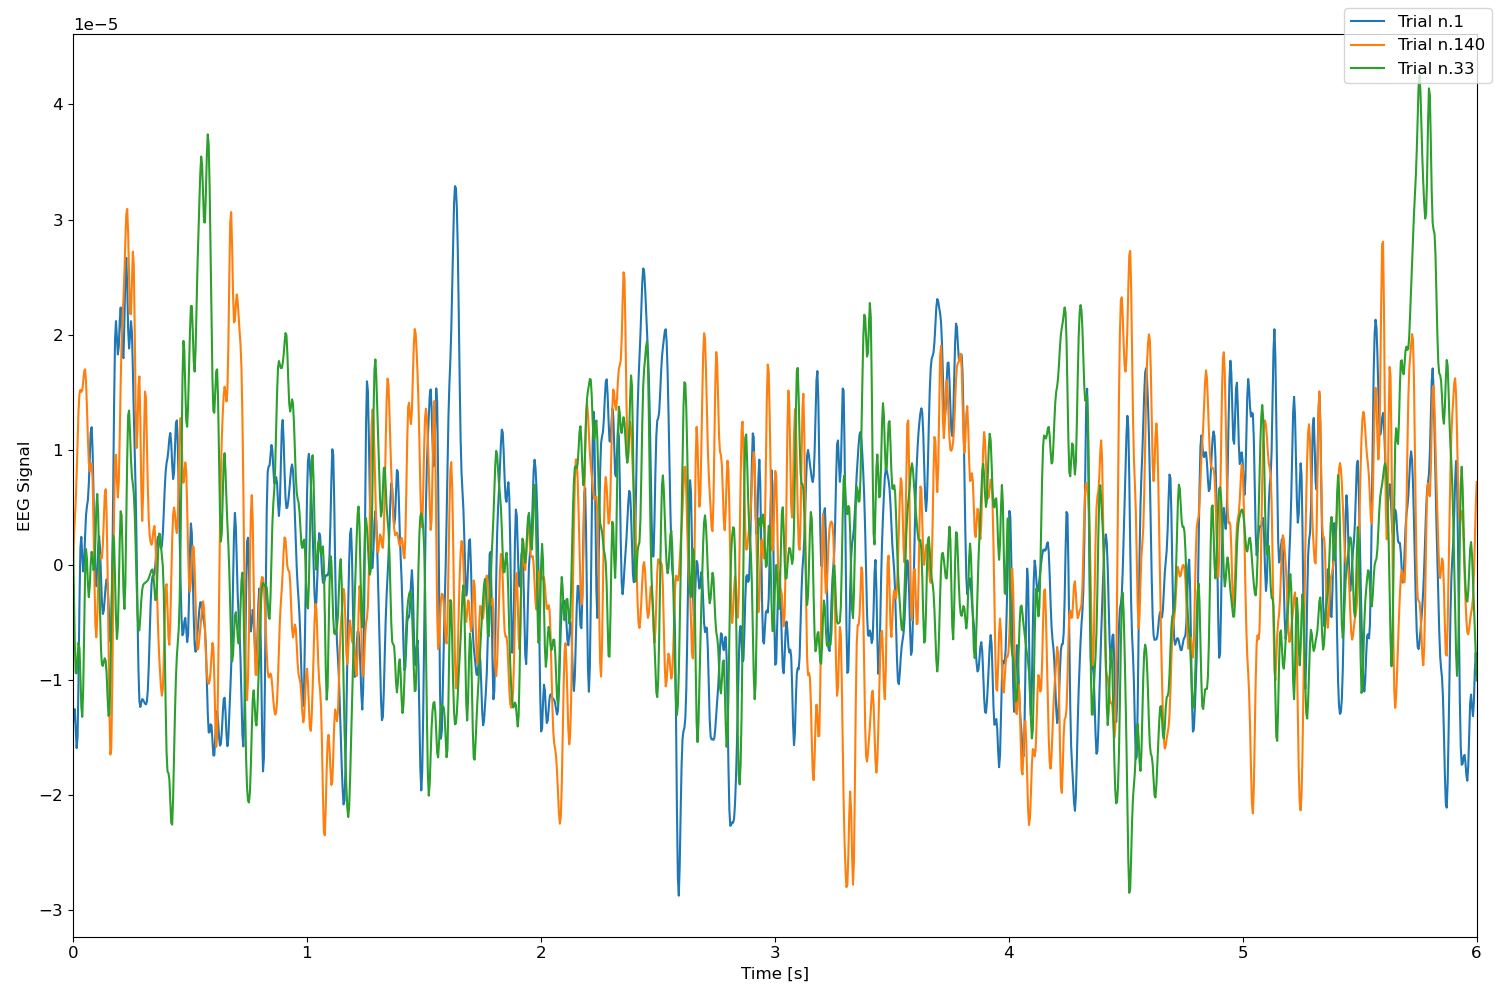 1e−5
Trial n.1
Trial n.140
Trial n.33
4
3
2
1
0
−1
−2
−3
EEG Signal
0 1 2 3 4 5 6
Time [s]